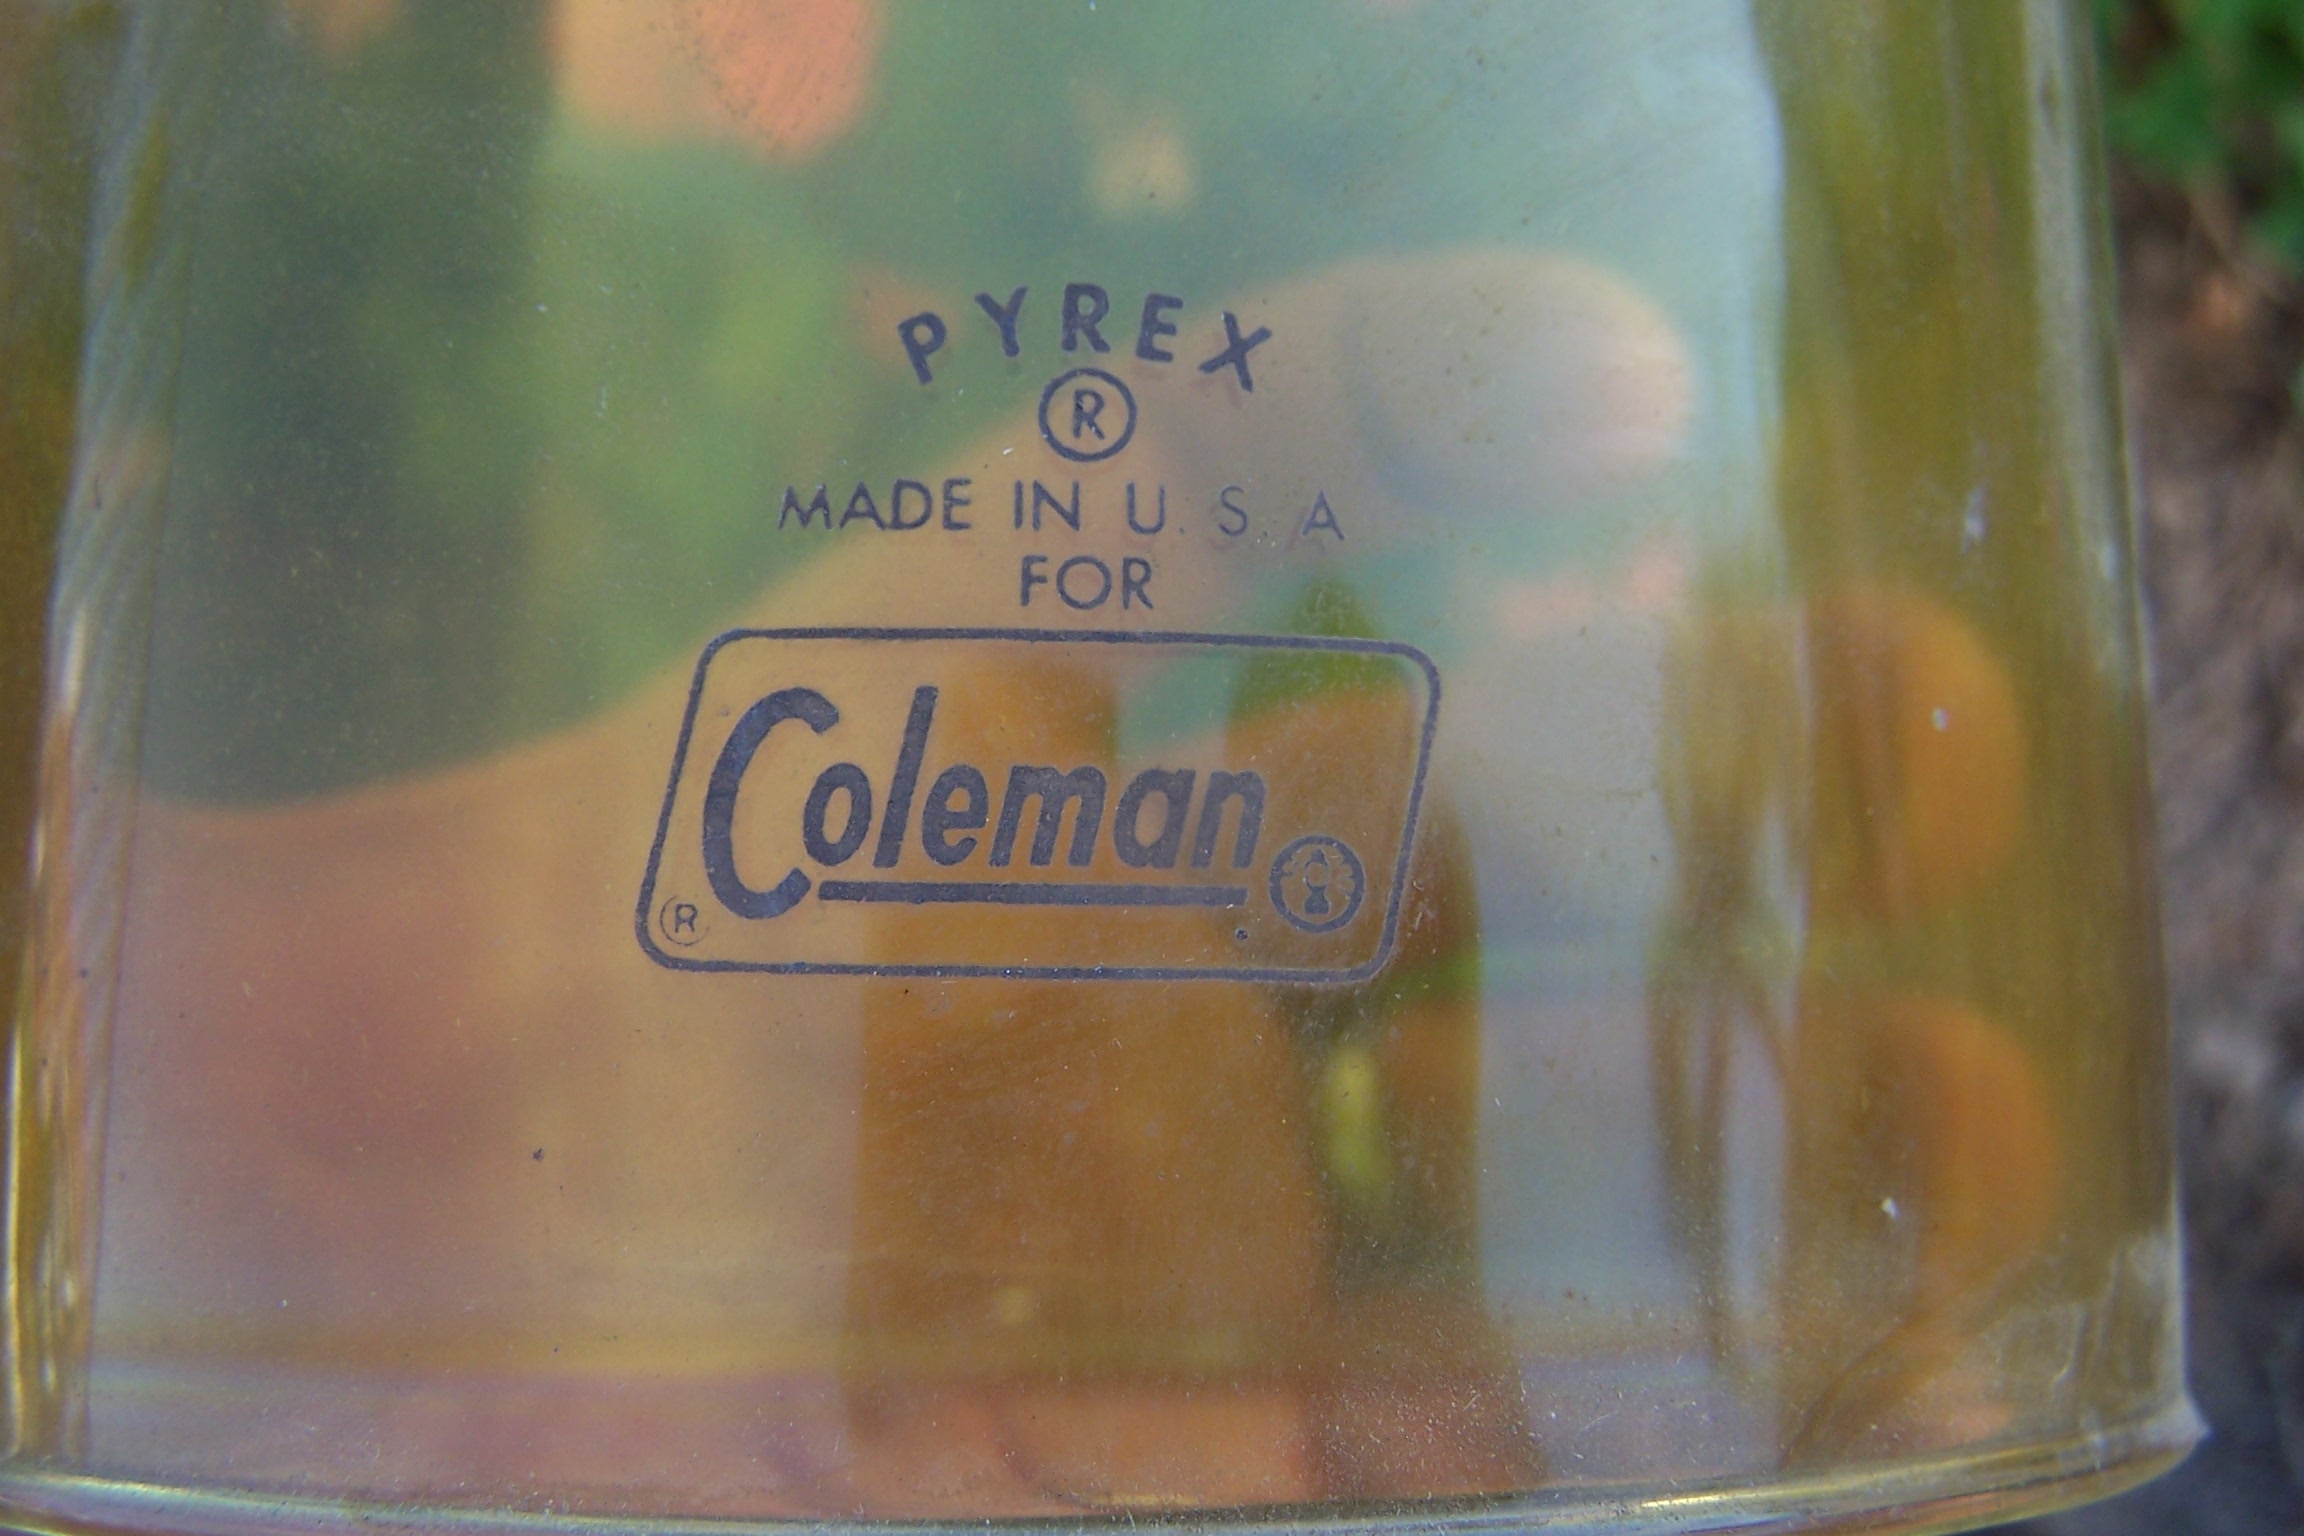 PYREX
®
MADE IN U.S.A
FOR
Coleman
®